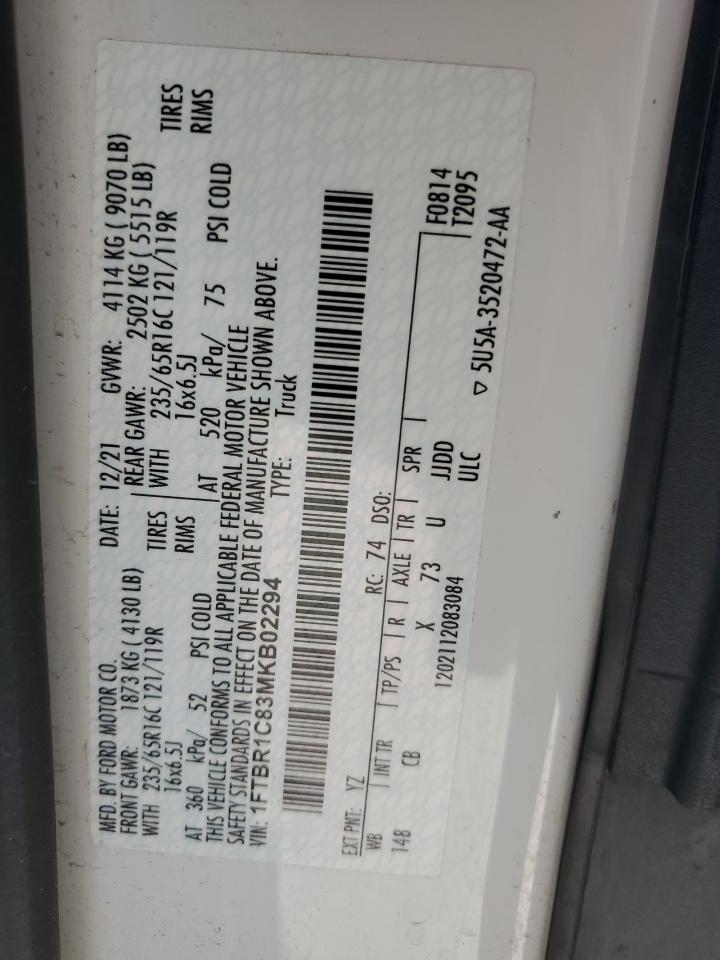 MFD. BY FORD MOTOR CO.
DATE: 12/21 GVWR: 4114 KG ( 9070 LB)
FRONT GAWR: 1873 KG ( 4130 LB) REAR GAWR: 2502 KG ( 5515 LB)
WITH 235/65R16C 121/119R TIRES WITH 235/65R16C 121/119R TIRES
16x6.5J RIMS 16x6.5J RIMS
AT 360 kPa/ 52 PSI COLD AT 520 kPa/ 75 PSI COLD
THIS VEHICLE CONFORMS TO ALL APPLICABLE FEDERAL MOTOR VEHICLE
SAFETY STANDARDS IN EFFECT ON THE DATE OF MANUFACTURE SHOWN ABOVE.
VIN: 1FTBR1C83MKB02294 TYPE: Truck
EXT PNT: YZ RC: 74 DSO: F0814
WB INT TR TP/PS R AXLE TR SPR T2095
148 CB X 73 U JJDD
1202112083084 ULC
▽ 5U5A-3520472-AA